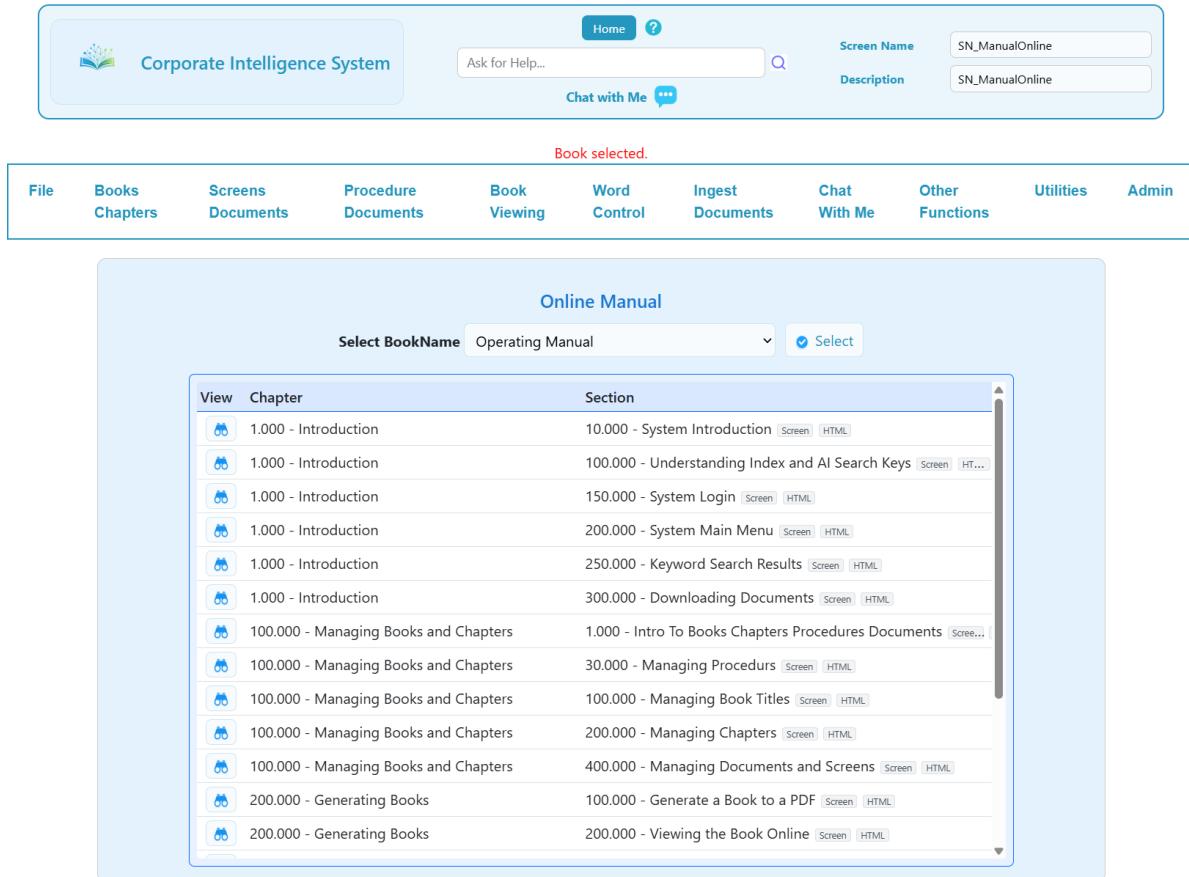 Home ?
Corporate Intelligence System
Ask for Help...
Chat with Me
Screen Name SN_ManualOnline
Description SN_ManualOnline
Book selected.
File
Books Chapters
Screens Documents
Procedure Documents
Book Viewing
Word Control
Ingest Documents
Chat With Me
Other Functions
Utilities
Admin
Online Manual
Select BookName Operating Manual Select
View Chapter Section
1.000 - Introduction 10.000 - System Introduction Screen HTML
1.000 - Introduction 100.000 - Understanding Index and AI Search Keys Screen HT...
1.000 - Introduction 150.000 - System Login Screen HTML
1.000 - Introduction 200.000 - System Main Menu Screen HTML
1.000 - Introduction 250.000 - Keyword Search Results Screen HTML
1.000 - Introduction 300.000 - Downloading Documents Screen HTML
100.000 - Managing Books and Chapters 1.000 - Intro To Books Chapters Procedures Documents Scree...
100.000 - Managing Books and Chapters 30.000 - Managing Procedurs Screen HTML
100.000 - Managing Books and Chapters 100.000 - Managing Book Titles Screen HTML
100.000 - Managing Books and Chapters 200.000 - Managing Chapters Screen HTML
100.000 - Managing Books and Chapters 400.000 - Managing Documents and Screens Screen HTML
200.000 - Generating Books 100.000 - Generate a Book to a PDF Screen HTML
200.000 - Generating Books 200.000 - Viewing the Book Online Screen HTML